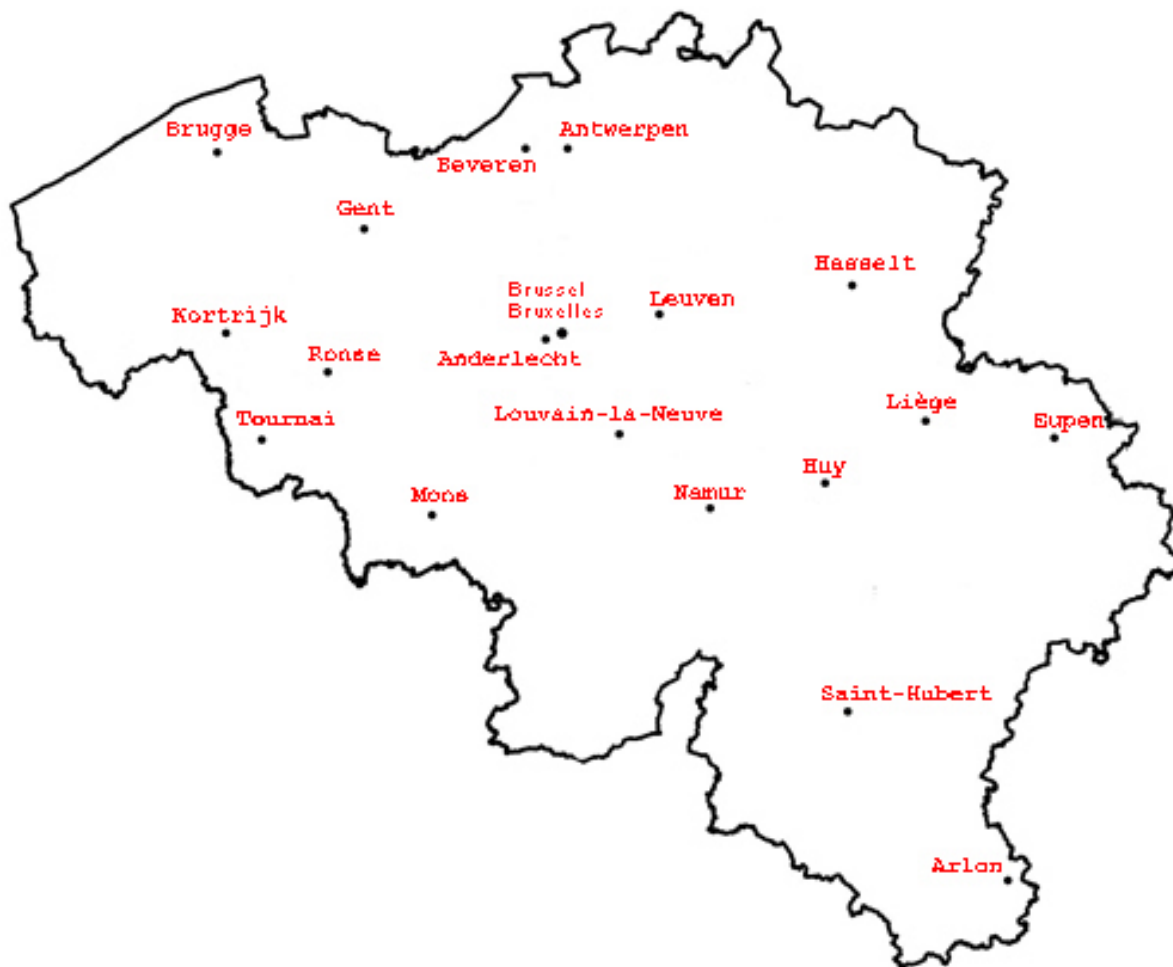 Brugge
Antwerpen
Beveren
Gent
Hasselt
Brussel
Bruxelles
Leuven
Kortrijk
Ronse
Anderlecht
Liège
Tournai
Louvain-la-Neuve
Eupen
Huy
Mons
Namur
Saint-Hubert
Arlon